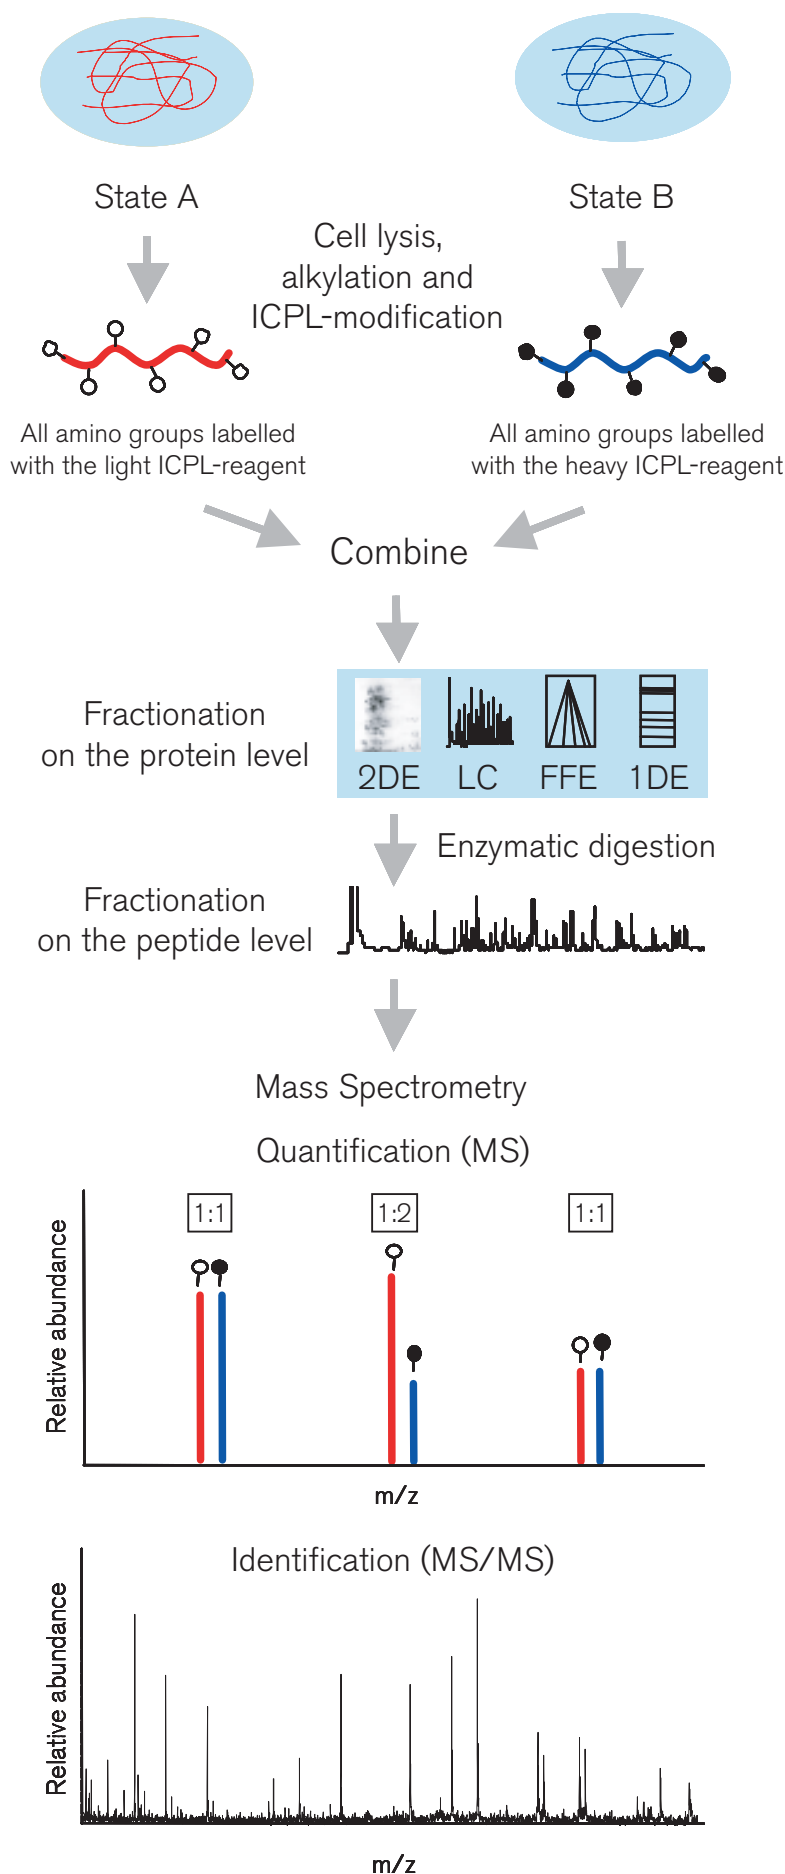 State A
State B
Cell lysis,
alkylation and
ICPL-modification
All amino groups labelled
with the light ICPL-reagent
All amino groups labelled
with the heavy ICPL-reagent
Combine
Fractionation
on the protein level
2DE LC FFE 1DE
Enzymatic digestion
Fractionation
on the peptide level
Mass Spectrometry
Quantification (MS)
1:1 1:2 1:1
Relative abundance
m/z
Identification (MS/MS)
Relative abundance
m/z